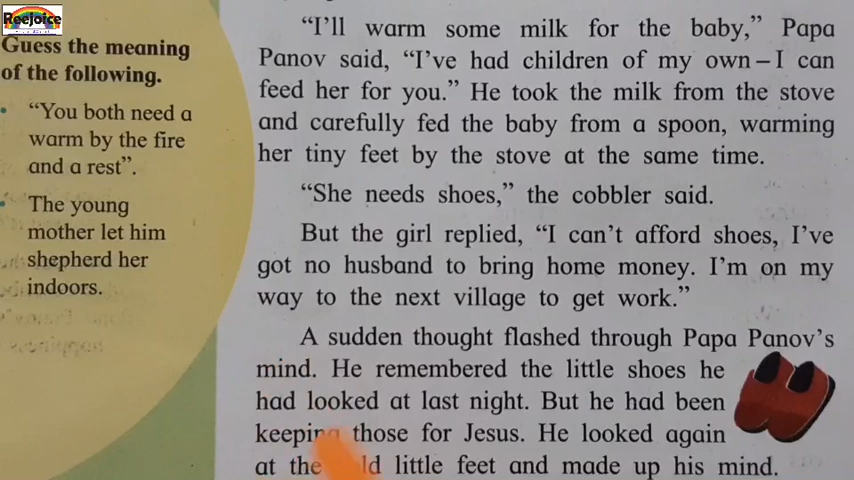 Reejoice
Guess the meaning
of the following.
• "You both need a
warm by the fire
and a rest".
• The young
mother let him
shepherd her
indoors.
"I'll warm some milk for the baby," Papa
Panov said, "I've had children of my own – I can
feed her for you." He took the milk from the stove
and carefully fed the baby from a spoon, warming
her tiny feet by the stove at the same time.
"She needs shoes," the cobbler said.
But the girl replied, "I can't afford shoes, I've
got no husband to bring home money. I'm on my
way to the next village to get work."
A sudden thought flashed through Papa Panov's
mind. He remembered the little shoes he
had looked at last night. But he had been
keeping those for Jesus. He looked again
at the little feet and made up his mind.